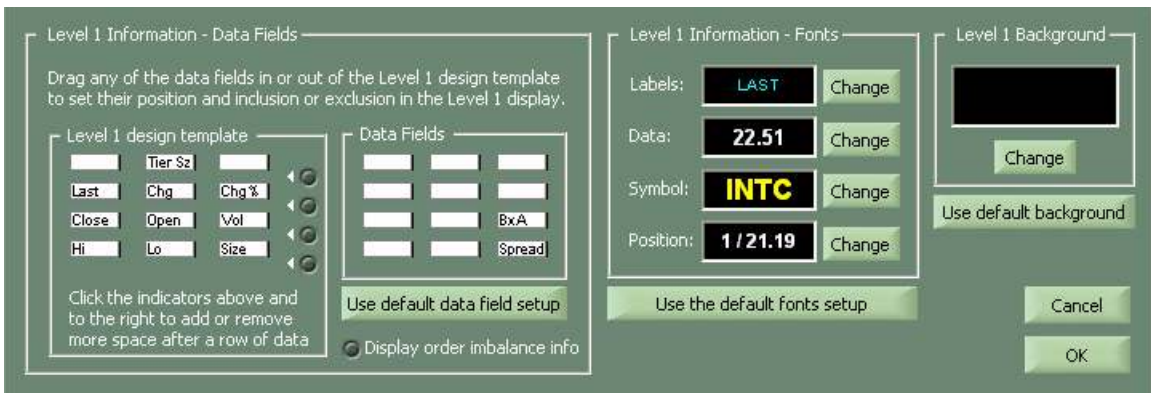 Level 1 Information - Data Fields
Drag any of the data fields in or out of the Level 1 design template
to set their position and inclusion or exclusion in the Level 1 display.
Level 1 design template
Tier Sz
Last Chg Chg%
Close Open Vol
Hi Lo Size
Click the indicators above and
to the right to add or remove
more space after a row of data
Data Fields
BxA
Spread
Use default data field setup
Display order imbalance info
Level 1 Information - Fonts
Labels: LAST Change
Data: 22.51 Change
Symbol: INTC Change
Position: 1 / 21.19 Change
Use the default fonts setup
Level 1 Background
Change
Use default background
Cancel
OK